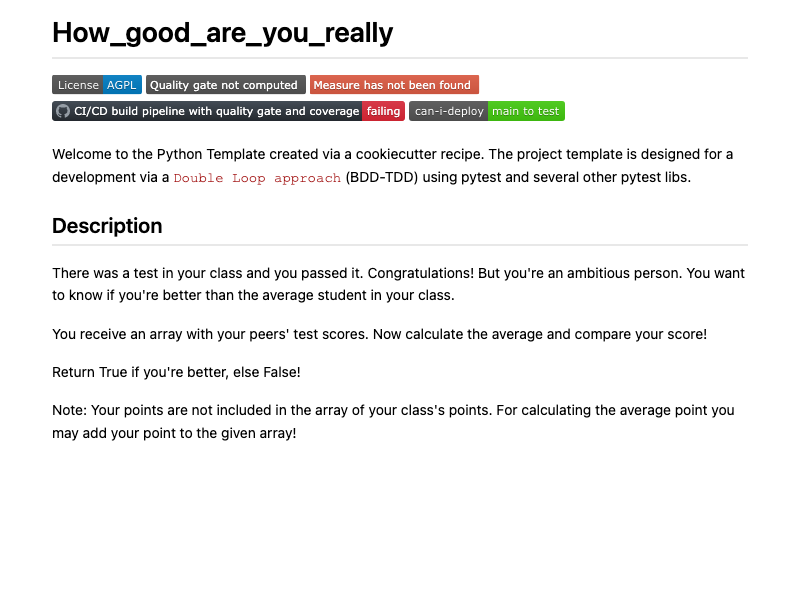 How_good_are_you_really
License AGPL Quality gate not computed Measure has not been found
CI/CD build pipeline with quality gate and coverage failing can-i-deploy main to test
Welcome to the Python Template created via a cookiecutter recipe. The project template is designed for a
development via a Double Loop approach (BDD-TDD) using pytest and several other pytest libs.
Description
There was a test in your class and you passed it. Congratulations! But you're an ambitious person. You want
to know if you're better than the average student in your class.
You receive an array with your peers' test scores. Now calculate the average and compare your score!
Return True if you're better, else False!
Note: Your points are not included in the array of your class's points. For calculating the average point you
may add your point to the given array!